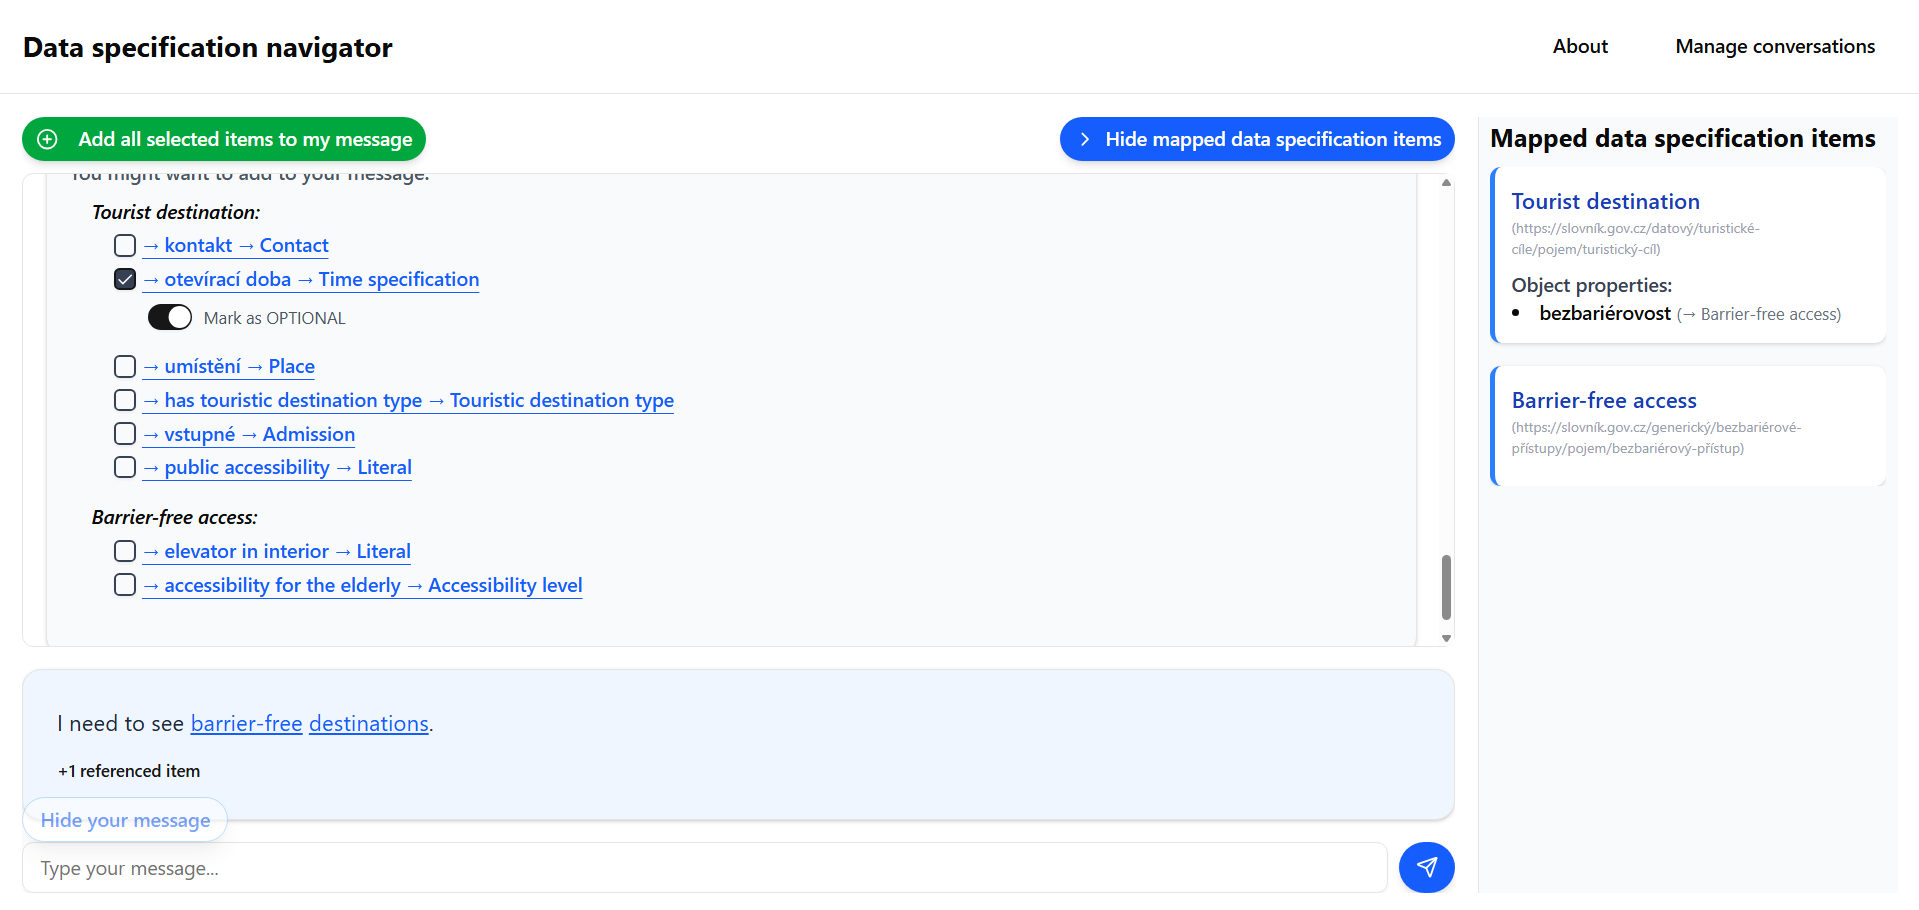 Data specification navigator
About
Manage conversations
Add all selected items to my message
Hide mapped data specification items
You might want to add to your message.
Tourist destination:
→ kontakt → Contact
→ otevírací doba → Time specification
Mark as OPTIONAL
→ umístění → Place
→ has touristic destination type → Touristic destination type
→ vstupné → Admission
→ public accessibility → Literal
Barrier-free access:
→ elevator in interior → Literal
→ accessibility for the elderly → Accessibility level
I need to see barrier-free destinations.
+1 referenced item
Hide your message
Type your message...
Mapped data specification items
Tourist destination
(https://slovník.gov.cz/datový/turistické-
cíle/pojem/turistický-cíl)
Object properties:
• bezbariérovost (→ Barrier-free access)
Barrier-free access
(https://slovník.gov.cz/generický/bezbariérové-
přístupy/pojem/bezbariérový-přístup)